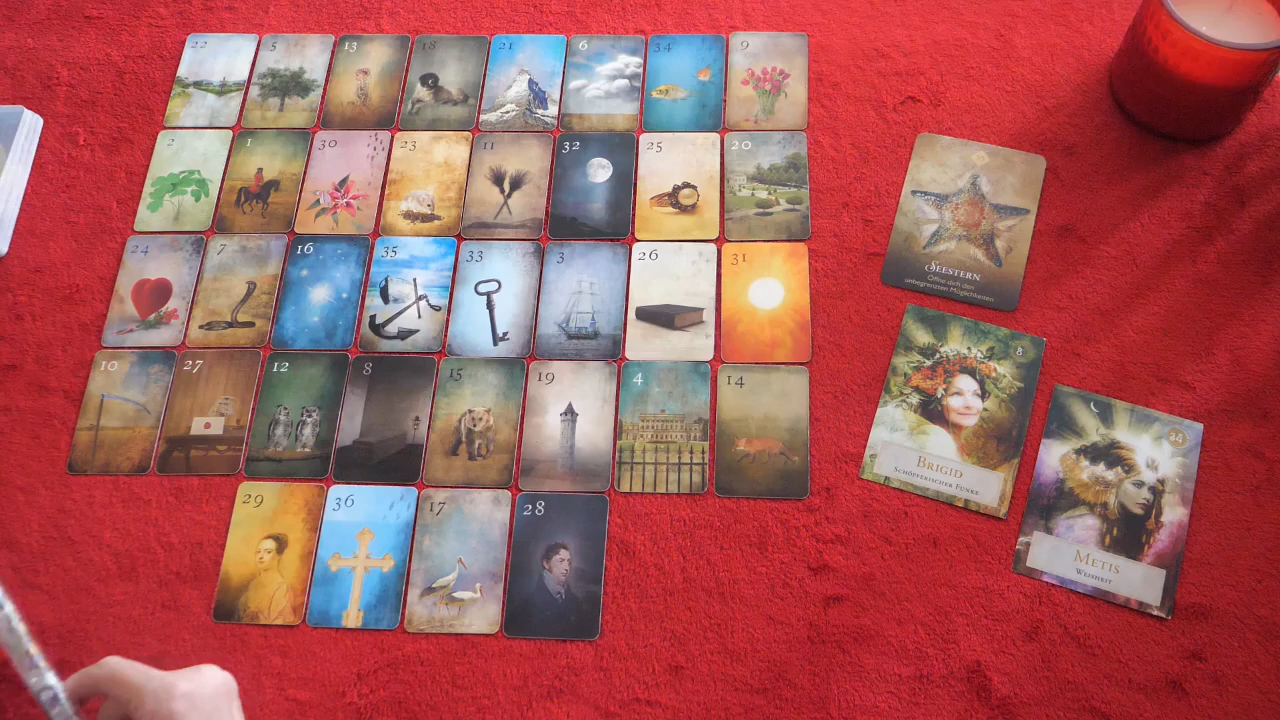 22 5 13 18 21 6 34 9
2 1 30 23 11 32 25 20
24 7 16 35 33 3 26 31
10 27 12 8 15 19 4 14
29 36 17 28
SEESTERN
Öffne dich den
unbegrenzten Möglichkeiten
8
BRIGID
SCHÖPFERISCHER FUNKE
34
METIS
WEISHEIT